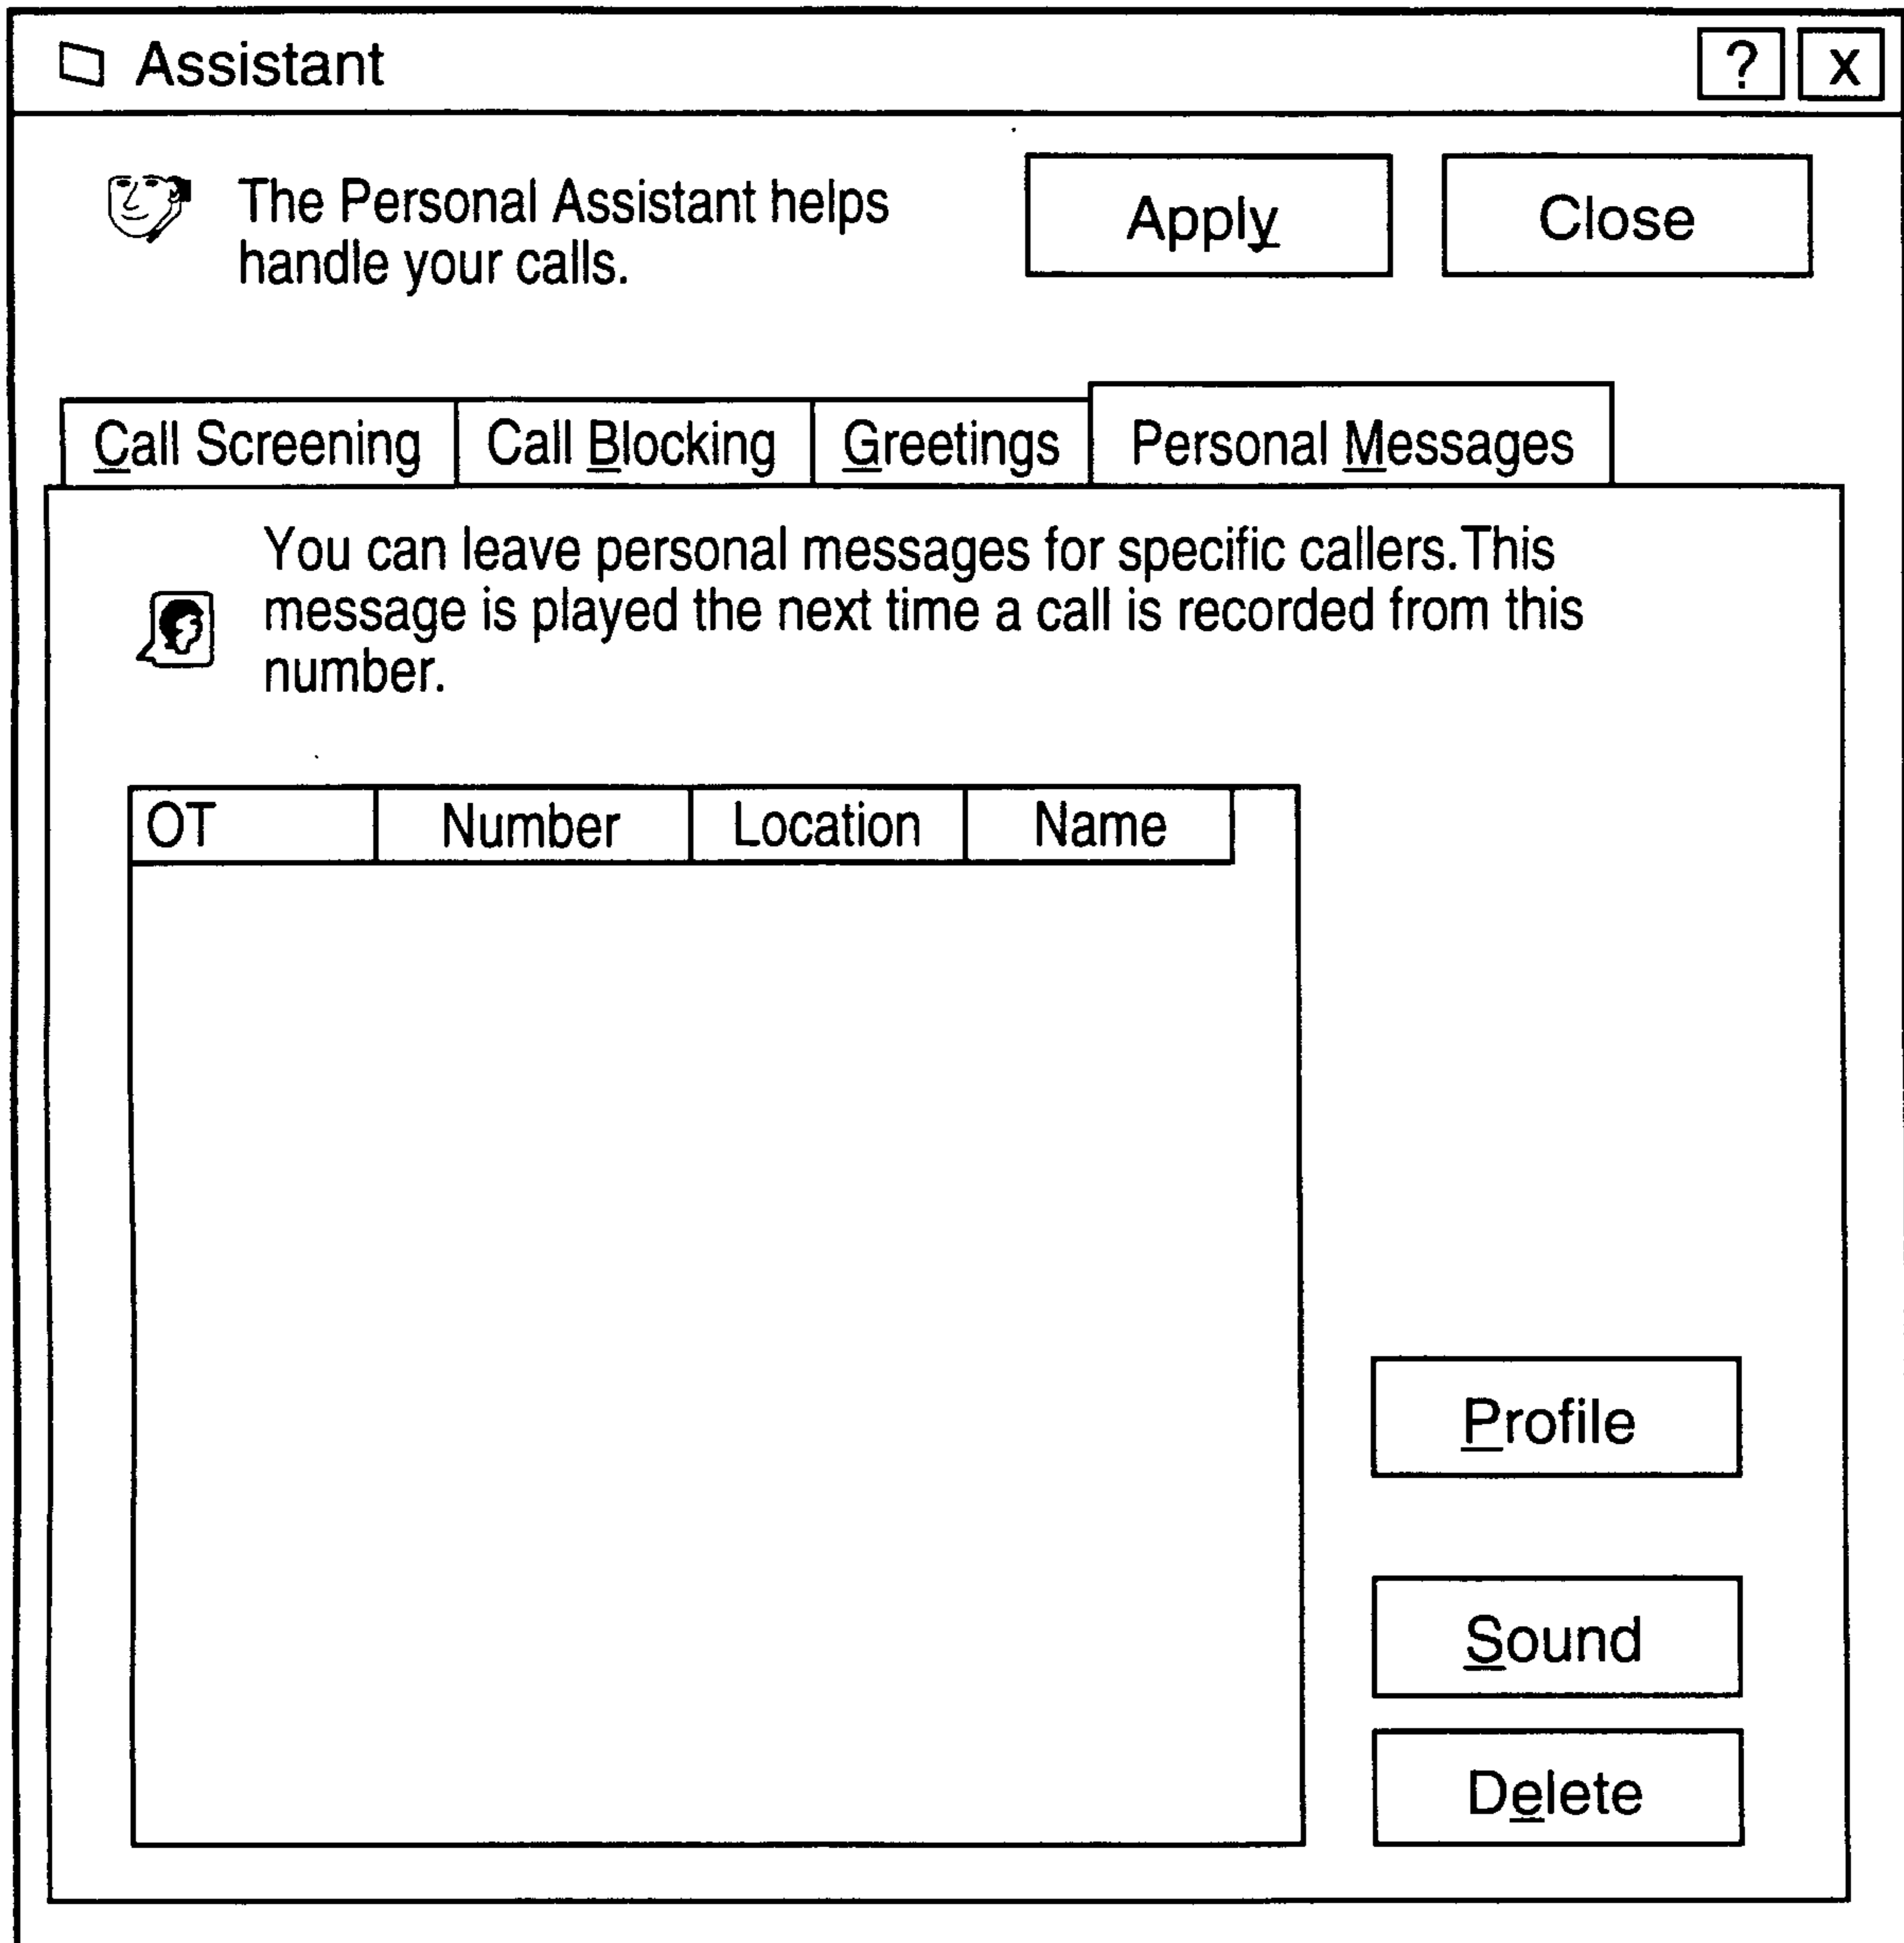 Assistant
? X
The Personal Assistant helps
handle your calls.
Apply
Close
Call Screening
Call Blocking
Greetings
Personal Messages
You can leave personal messages for specific callers.This
message is played the next time a call is recorded from this
number.
OT
Number
Location
Name
Profile
Sound
Delete